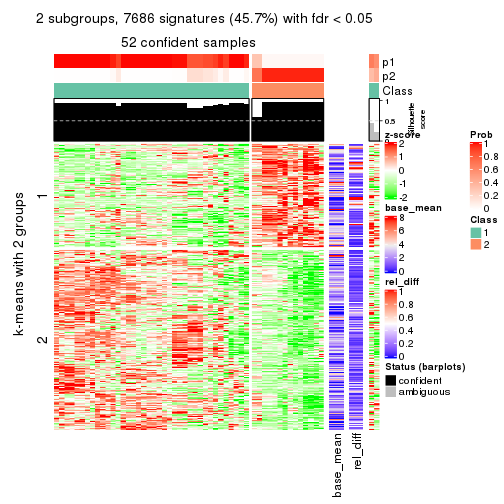 2 subgroups, 7686 signatures (45.7%) with fdr < 0.05
52 confident samples
p1
p2
Class
1
0.5
0
Silhouette
score
k-means with 2 groups
1
2
base_mean
rel_diff
z-score
2
1
0
-1
-2
base_mean
8
6
4
2
0
rel_diff
1
0.8
0.6
0.4
0.2
0
Status (barplots)
confident
ambiguous
Prob
1
0.8
0.6
0.4
0.2
0
Class
1
2